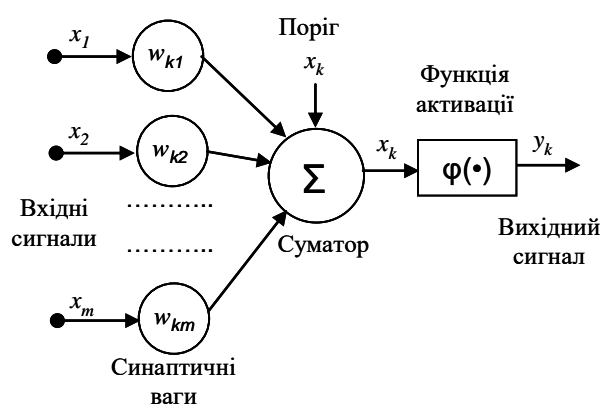 x1
wk1
Поріг
xk
Функція
активації
x2
wk2
Σ
xk
φ(•)
yk
Вхідні
сигнали
...........
...........
Суматор
Вихідний
сигнал
xm
wkm
Синаптичні
ваги